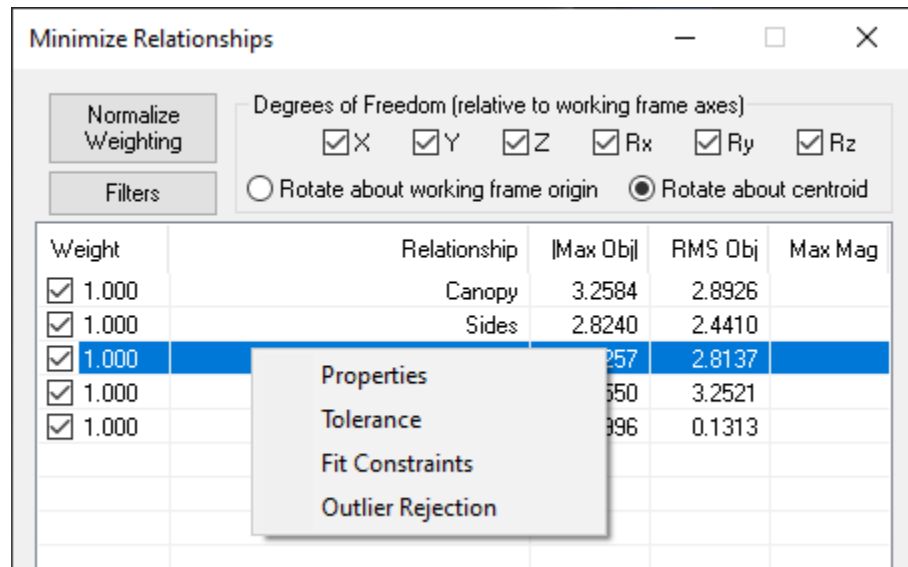 Minimize Relationships
Normalize Weighting
Degrees of Freedom (relative to working frame axes)
X Y Z Rx Ry Rz
Filters
Rotate about working frame origin Rotate about centroid
Weight Relationship |Max Obj| RMS Obj Max Mag
1.000 Canopy 3.2584 2.8926
1.000 Sides 2.8240 2.4410
1.000 257 2.8137
1.000 550 3.2521
1.000 996 0.1313
Properties
Tolerance
Fit Constraints
Outlier Rejection